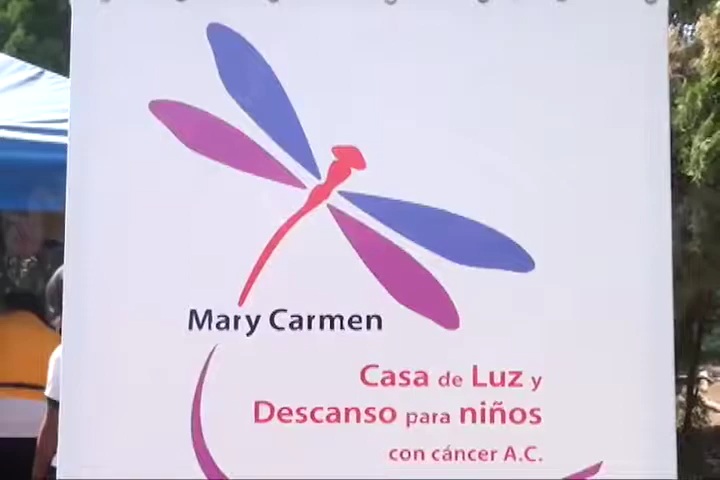 Mary Carmen
Casa de Luz y
Descanso para niños
con cáncer A.C.